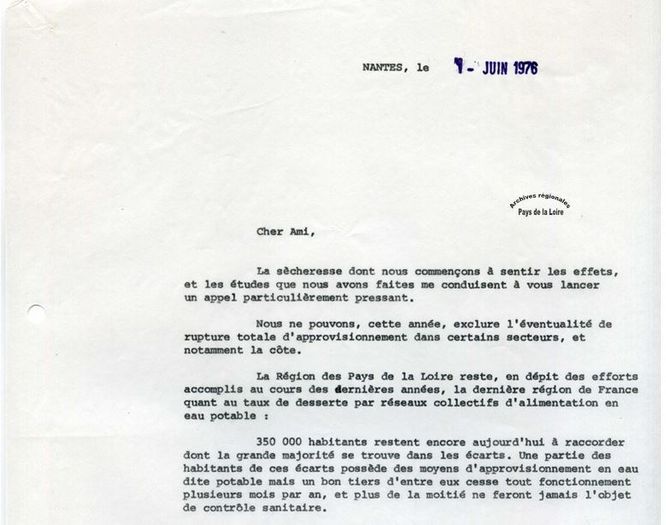 NANTES, le 1 - JUIN 1976
Archives régionales
Pays de la Loire
Cher Ami,
La sècheresse dont nous commençons à sentir les effets,
et les études que nous avons faites me conduisent à vous lancer
un appel particulièrement pressant.
Nous ne pouvons, cette année, exclure l'éventualité de
rupture totale d'approvisionnement dans certains secteurs, et
notamment la côte.
La Région des Pays de la Loire reste, en dépit des efforts
accomplis au cours des dernières années, la dernière région de France
quant au taux de desserte par réseaux collectifs d'alimentation en
eau potable :
350 000 habitants restent encore aujourd'hui à raccorder
dont la grande majorité se trouve dans les écarts. Une partie des
habitants de ces écarts possède des moyens d'approvisionnement en eau
dite potable mais un bon tiers d'entre eux cesse tout fonctionnement
plusieurs mois par an, et plus de la moitié ne feront jamais l'objet
de contrôle sanitaire.